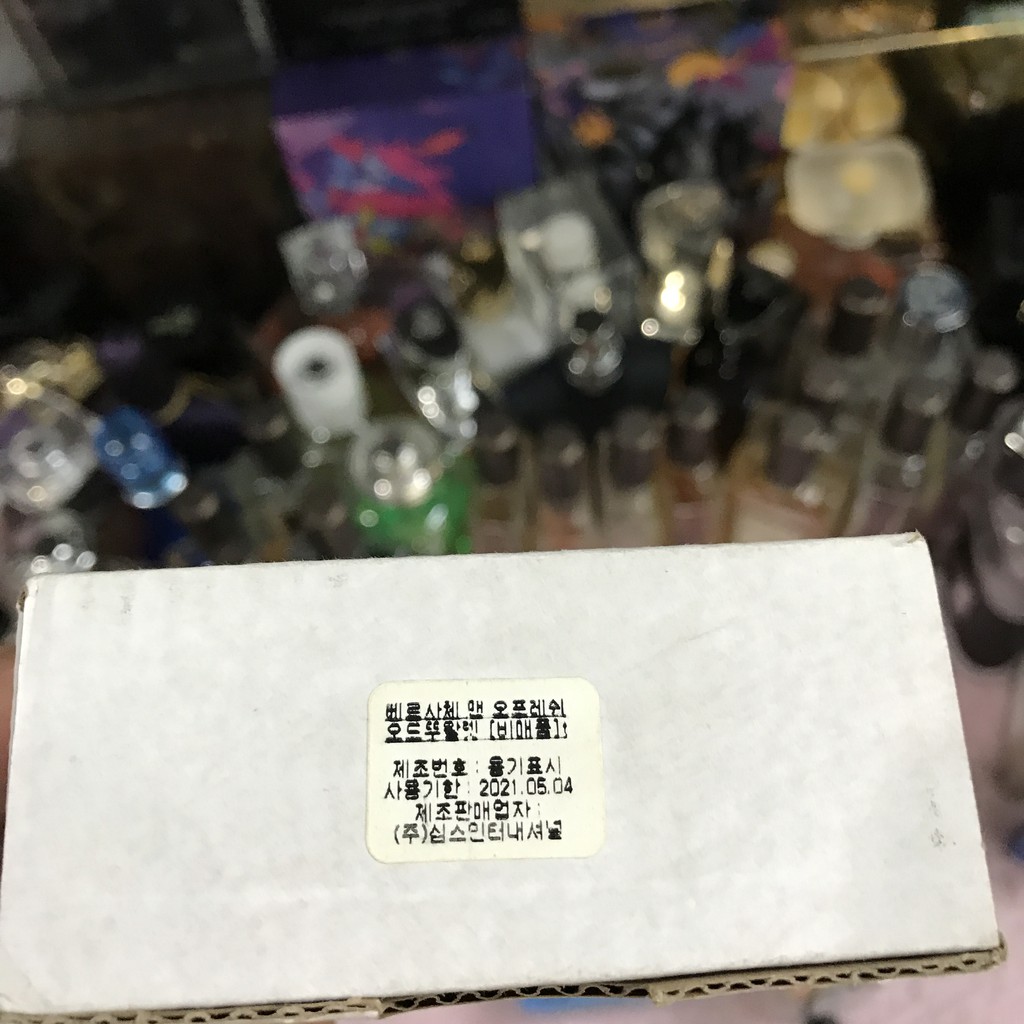 베르사체 맨 오프레쉬
오드뚜왈렛 [비매품]
제조번호 : 용기표시
사용기한 : 2021.05.04
제조판매업자 :
(주)심스인터내셔널